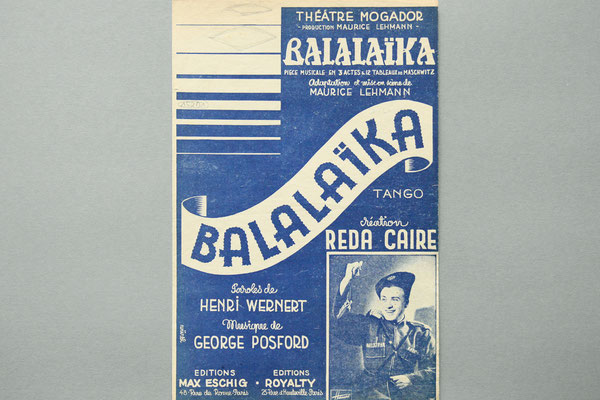 THÉÂTRE MOGADOR
- PRODUCTION MAURICE LEHMANN -
BALALAÏKA
PIÈCE MUSICALE EN 3 ACTES & 12 TABLEAUX DE MASCHWITZ
Adaptation et mise en scène de
MAURICE LEHMANN
BALALAÏKA
TANGO
création
REDA CAIRE
Paroles de
HENRI WERNERT
Musique de
GEORGE POSFORD
EDITIONS
MAX ESCHIG
48 Rue de Rome Paris
•
EDITIONS
ROYALTY
25 Rue d'Hauteville Paris